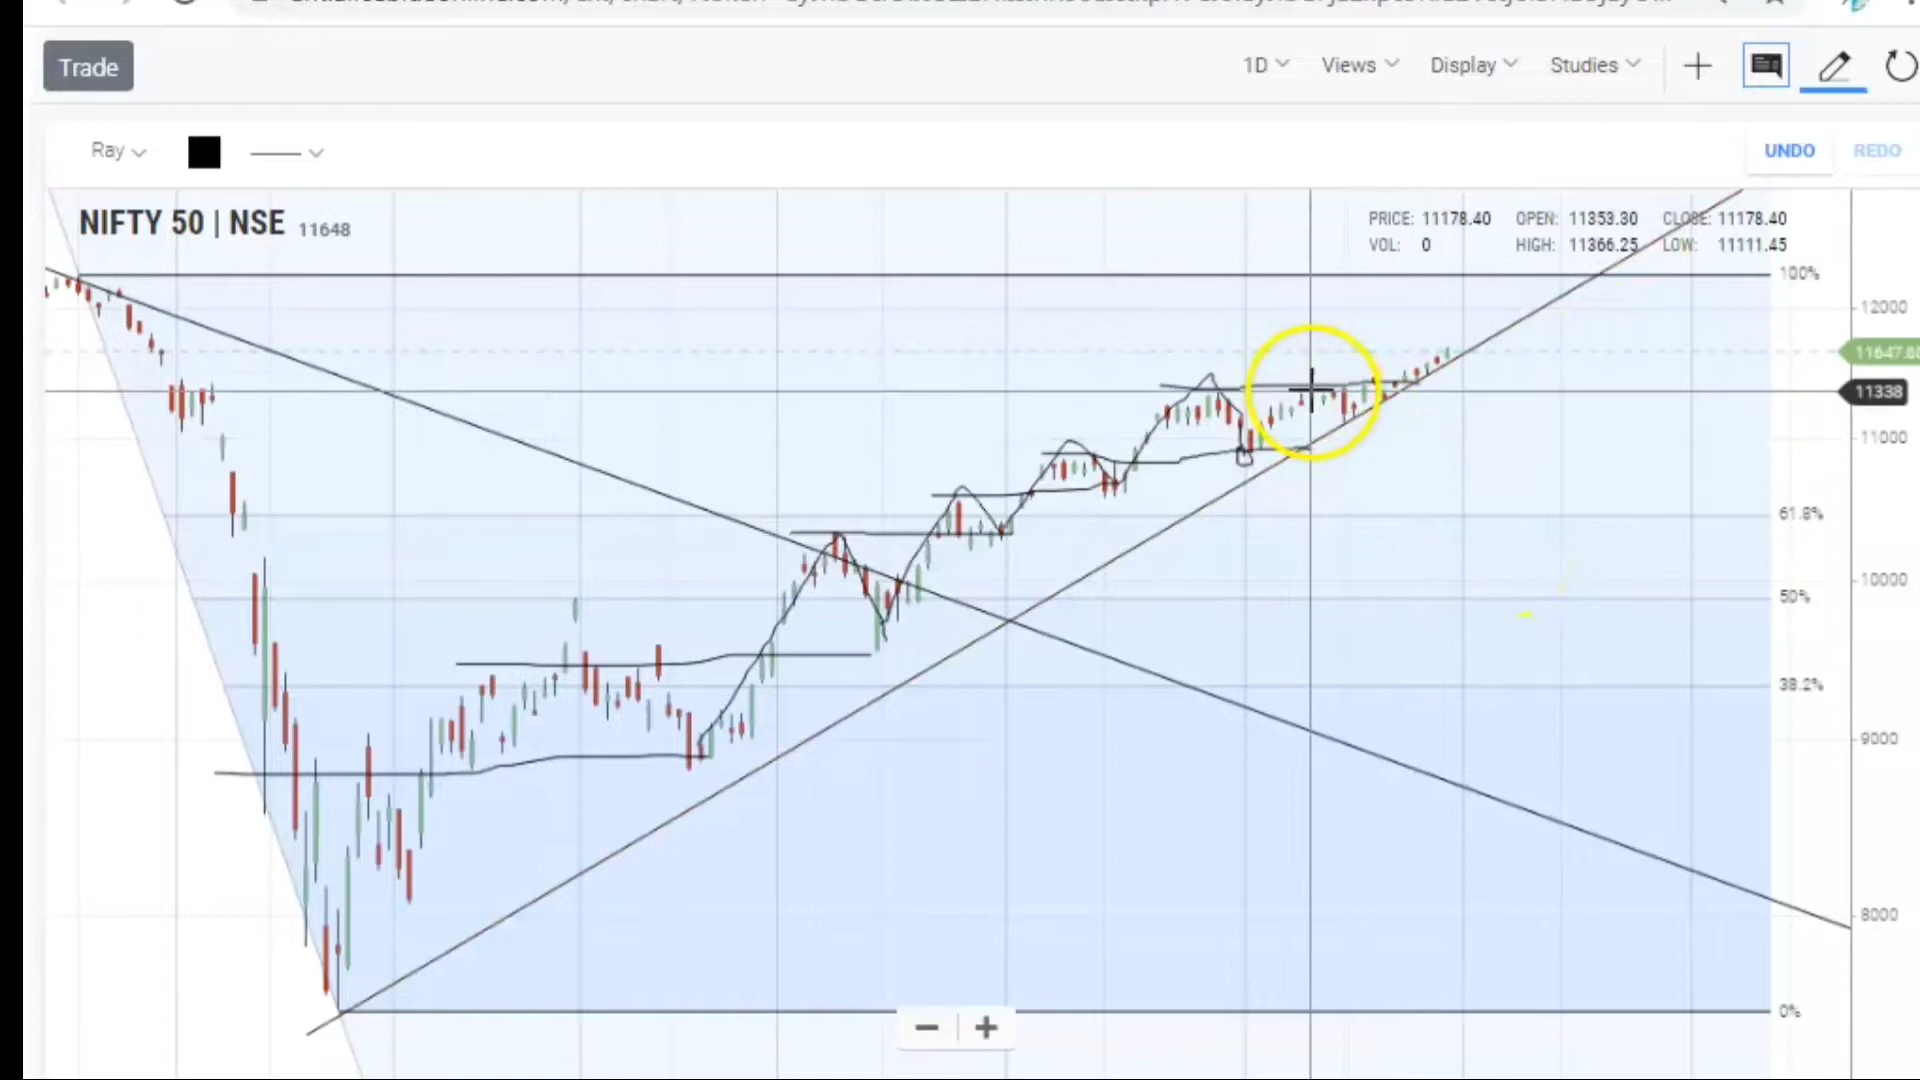 Trade
1D Views Display Studies
Ray
UNDO REDO
NIFTY 50 | NSE 11648
PRICE: 11178.40 OPEN: 11353.30 CLOSE: 11178.40
VOL: 0 HIGH: 11366.25 LOW: 11111.45
100%
12000
11647.60
11338
11000
61.8%
10000
50%
38.2%
9000
8000
0%